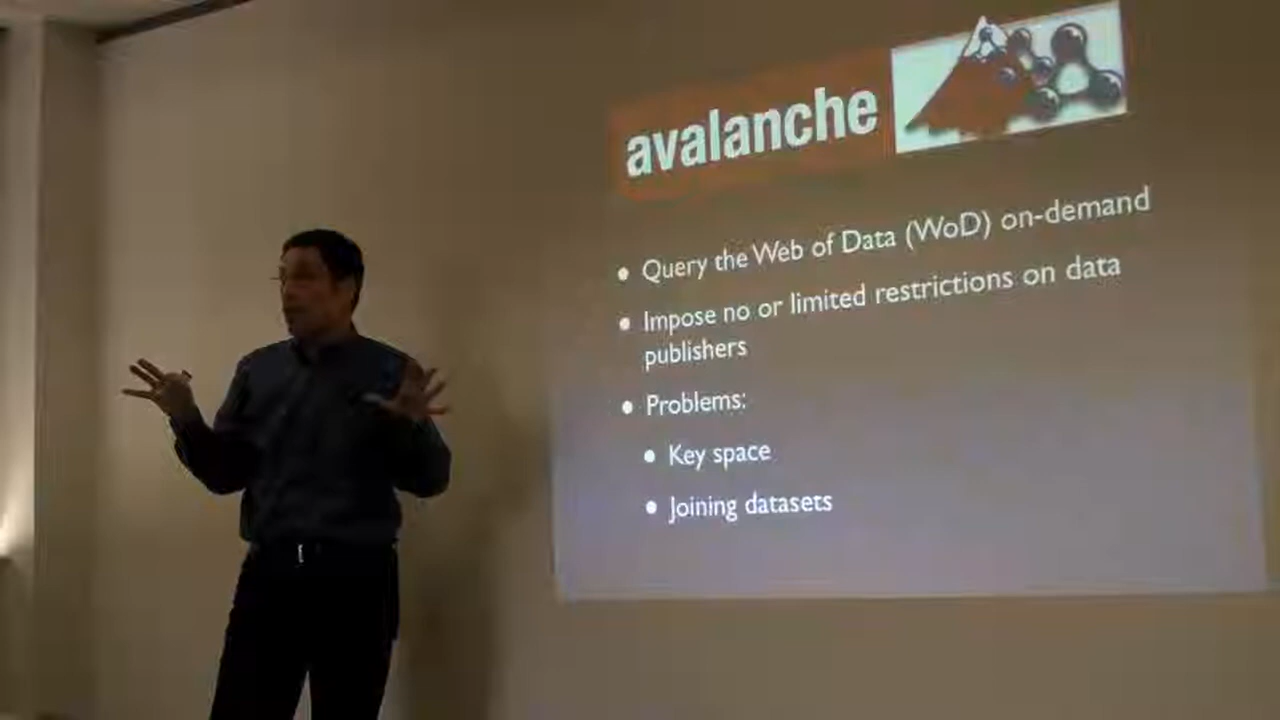 avalanche
• Query the Web of Data (WoD) on-demand
• Impose no or limited restrictions on data
publishers
• Problems:
• Key space
• Joining datasets